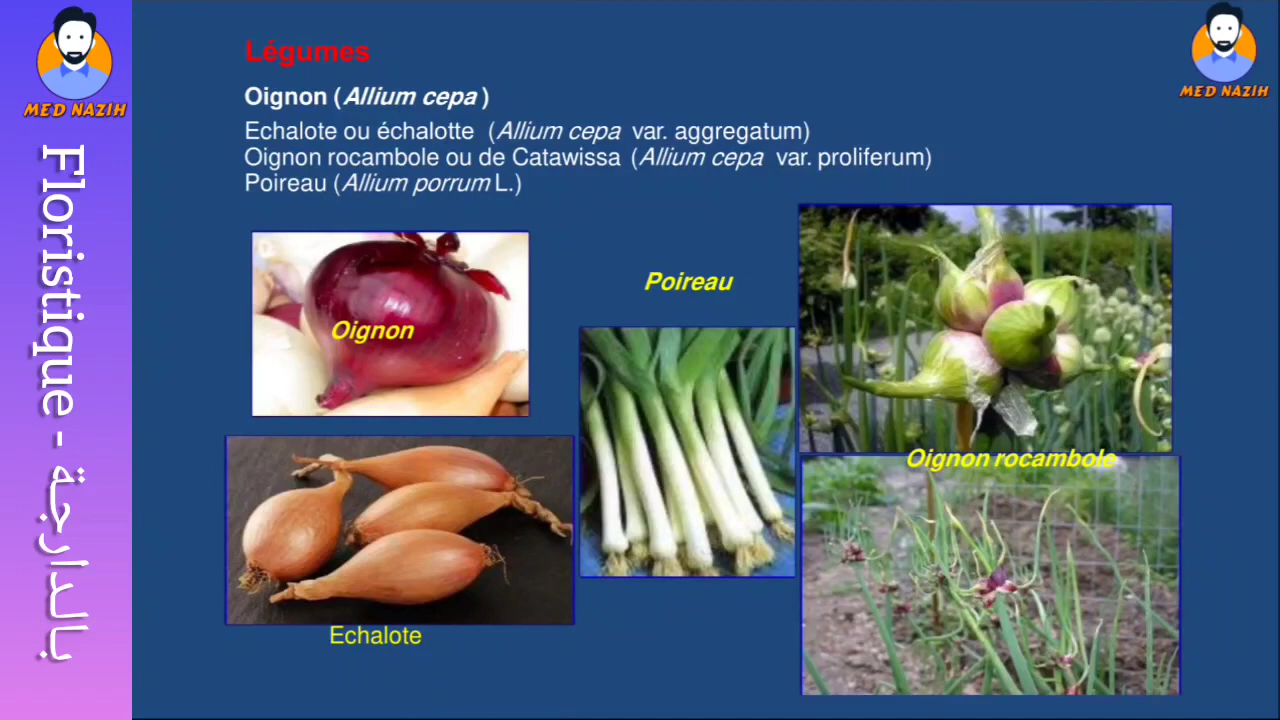 MED NAZIH
Floristique - بالدارجة
MED NAZIH
Légumes
Oignon (Allium cepa )
Echalote ou échalotte (Allium cepa var. aggregatum)
Oignon rocambole ou de Catawissa (Allium cepa var. proliferum)
Poireau (Allium porrum L.)
Poireau
Oignon
Oignon rocambole
Echalote